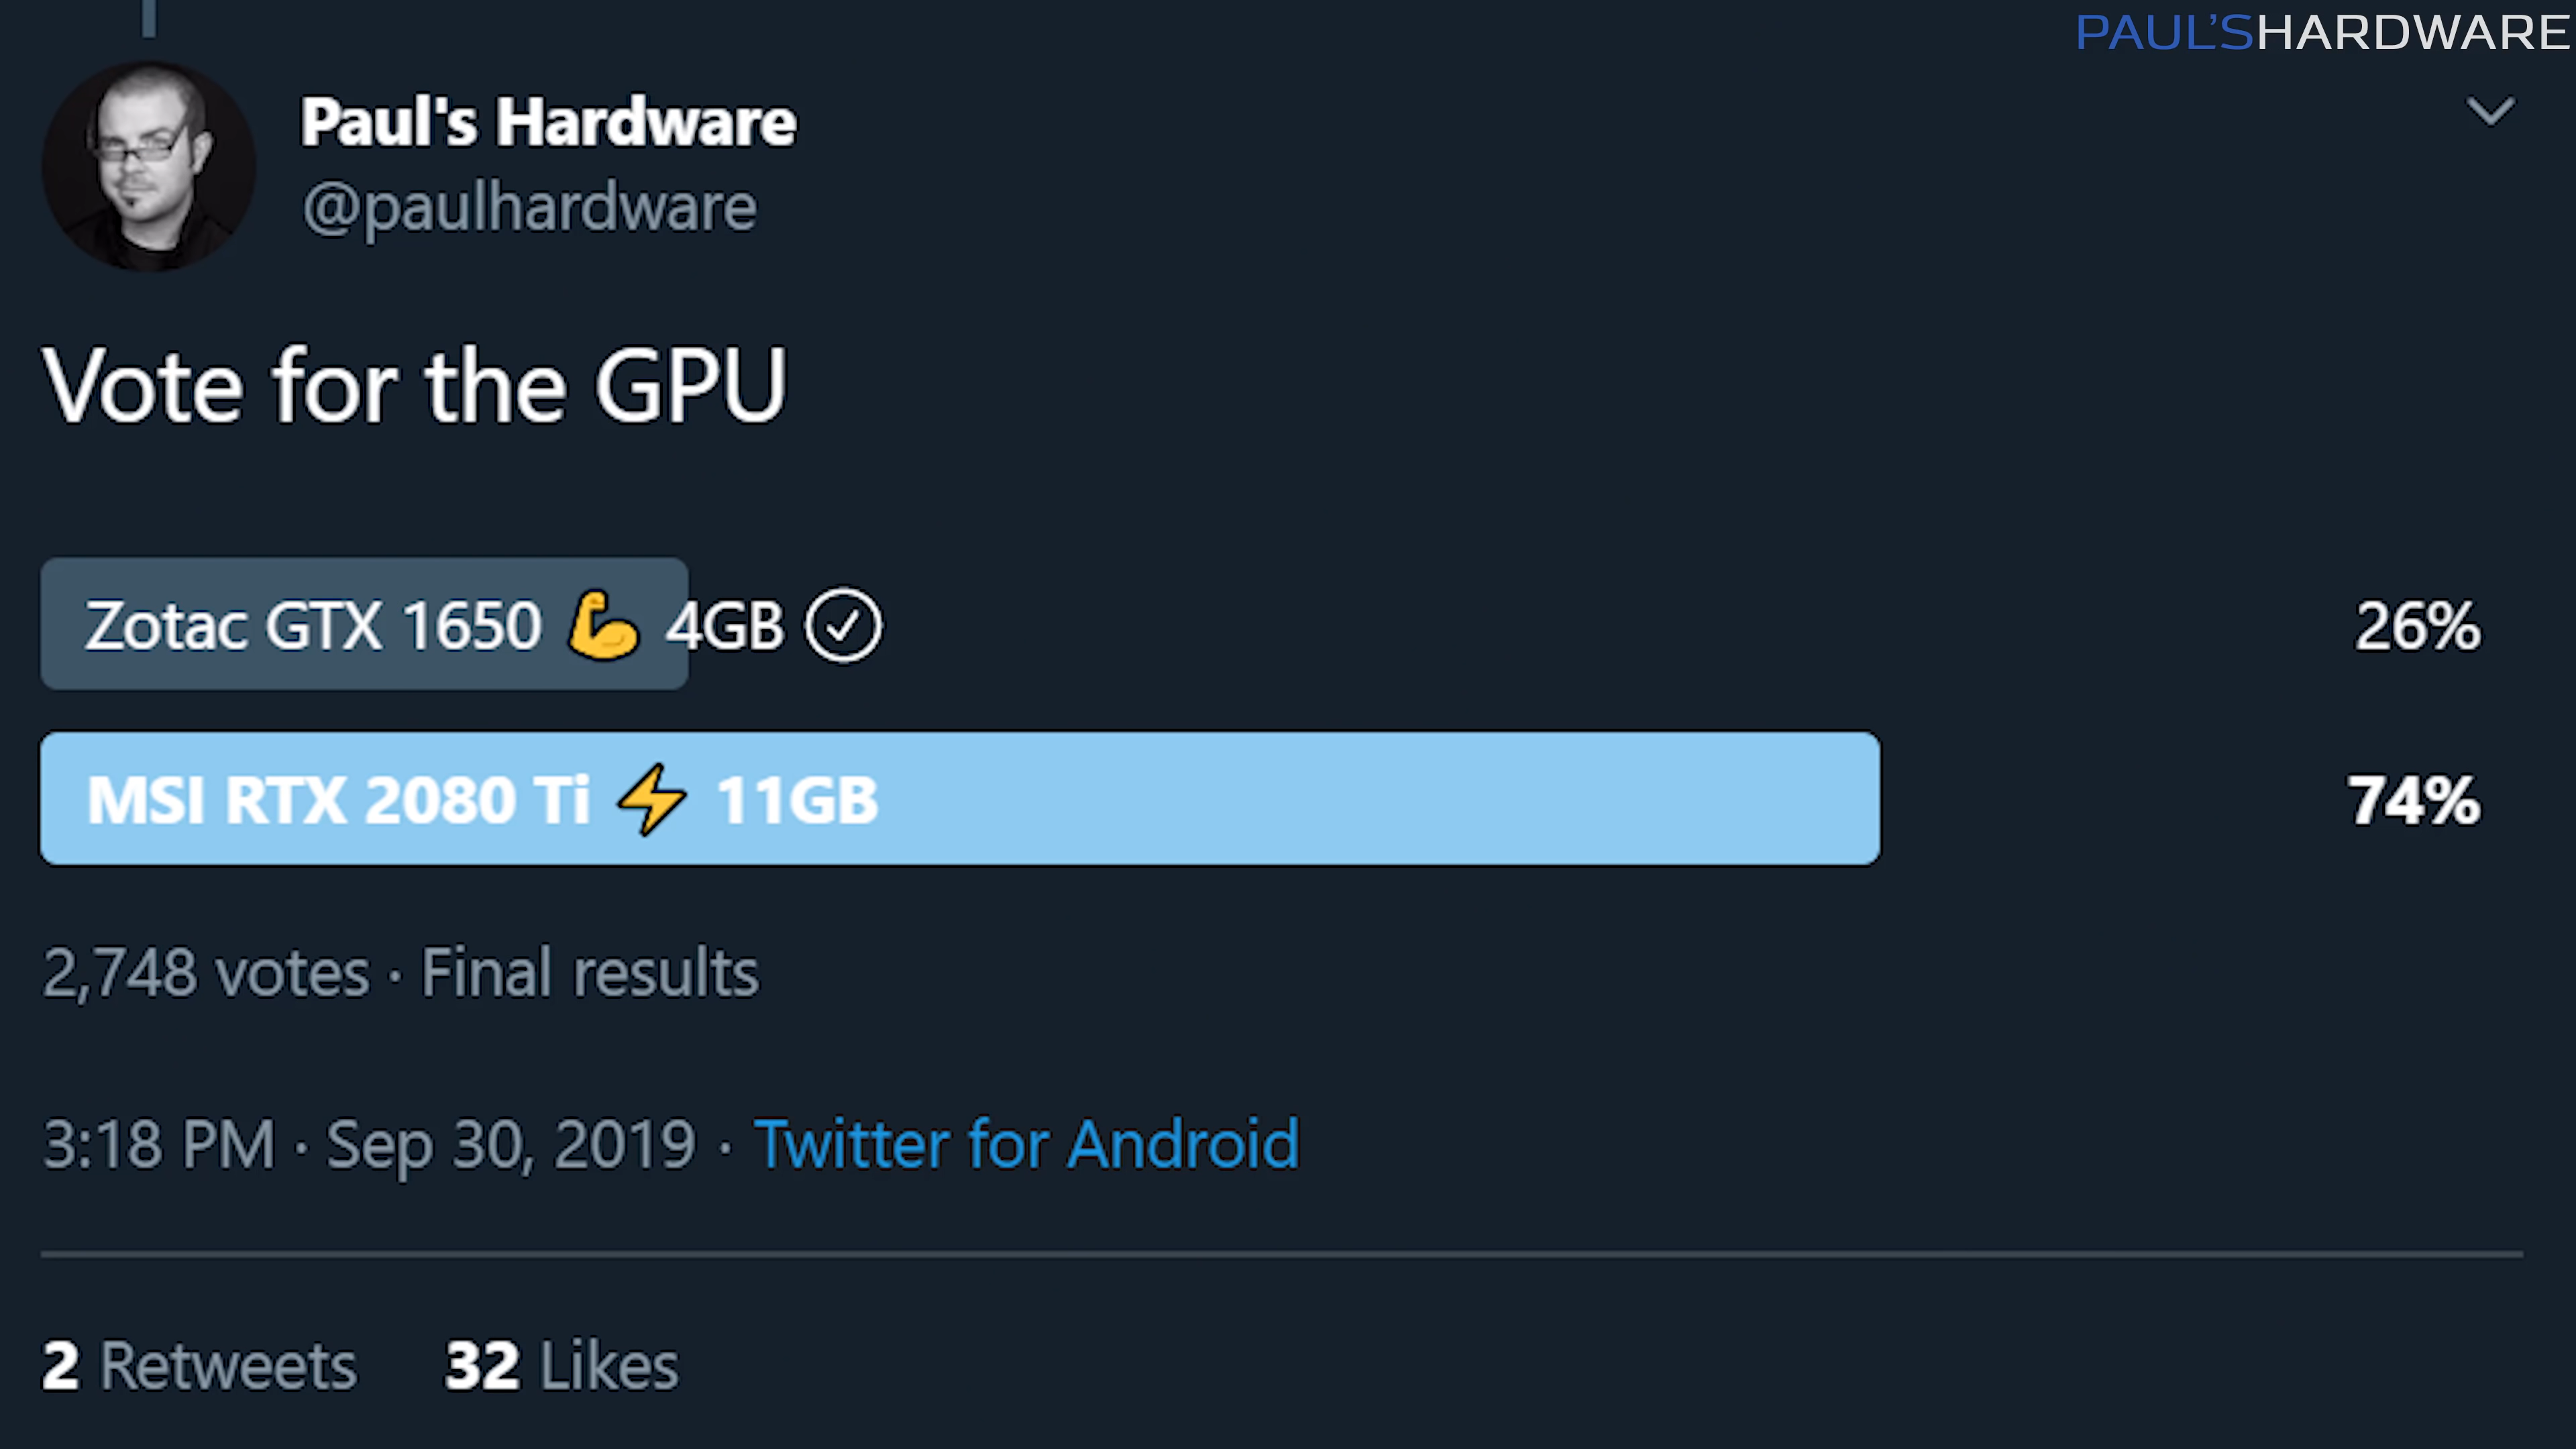 PAUL'SHARDWARE
Paul's Hardware
@paulhardware
Vote for the GPU
Zotac GTX 1650 💪 4GB
26%
MSI RTX 2080 Ti ⚡ 11GB
74%
2,748 votes · Final results
3:18 PM · Sep 30, 2019 · Twitter for Android
2 Retweets 32 Likes